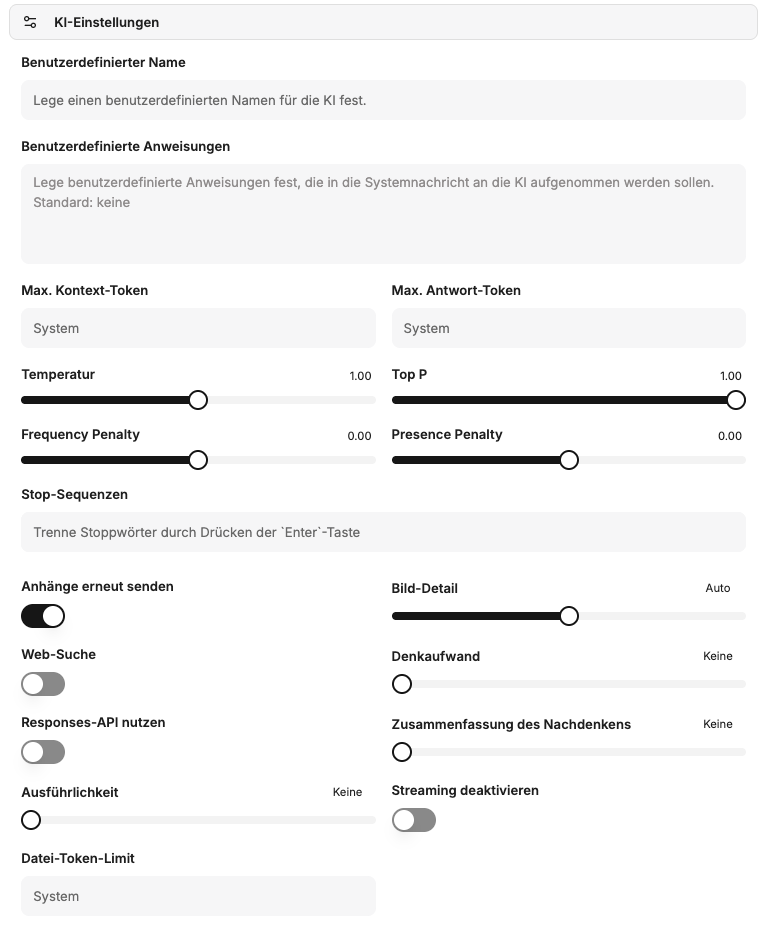 KI-Einstellungen
Benutzerdefinierter Name
Lege einen benutzerdefinierten Namen für die KI fest.
Benutzerdefinierte Anweisungen
Lege benutzerdefinierte Anweisungen fest, die in die Systemnachricht an die KI aufgenommen werden sollen.
Standard: keine
Max. Kontext-Token
Max. Antwort-Token
System
System
Temperatur 1.00
Top P 1.00
Frequency Penalty 0.00
Presence Penalty 0.00
Stop-Sequenzen
Trenne Stoppwörter durch Drücken der `Enter`-Taste
Anhänge erneut senden
Bild-Detail Auto
Web-Suche
Denkaufwand Keine
Responses-API nutzen
Zusammenfassung des Nachdenkens Keine
Ausführlichkeit Keine
Streaming deaktivieren
Datei-Token-Limit
System